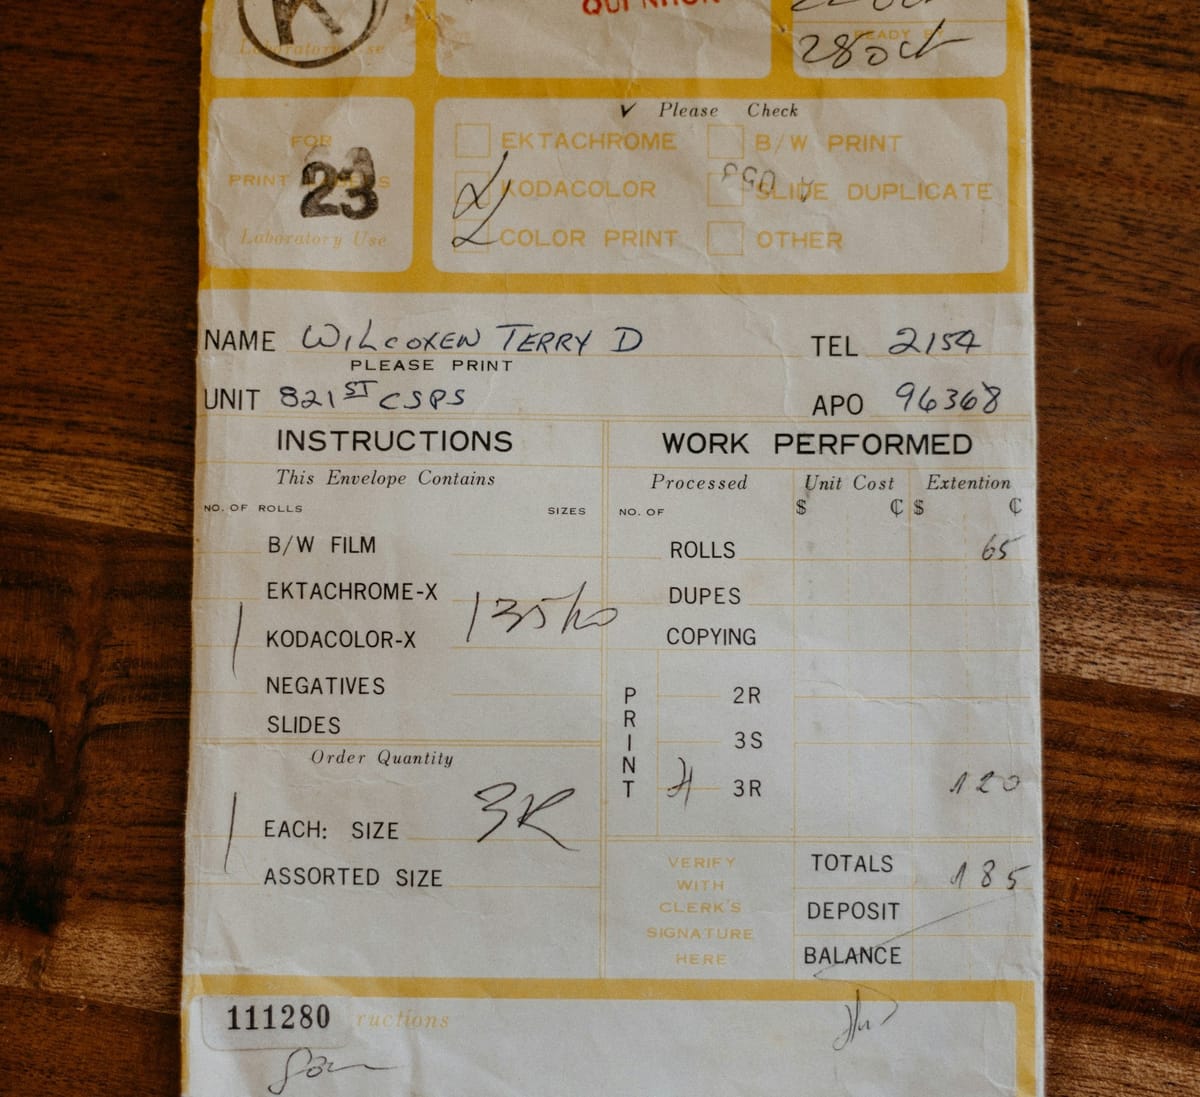 K
Laboratory Use
READY BY
28 Oct
✓ Please Check
FOR
EKTACHROME B/W PRINT
PRINT
23
KODACOLOR SLIDE DUPLICATE
Laboratory Use
COLOR PRINT OTHER
NAME WILCOXEN TERRY D TEL 2154
PLEASE PRINT
UNIT 821ST CSPS APO 96368
INSTRUCTIONS WORK PERFORMED
This Envelope Contains Processed Unit Cost Extention
NO. OF ROLLS SIZES NO. OF $ ₵ $ ₵
B/W FILM ROLLS 65
EKTACHROME-X DUPES
1 KODACOLOR-X COPYING
NEGATIVES 2R
SLIDES
PRINT
3S
Order Quantity
3R 120
1 EACH: SIZE 3R
VERIFY WITH CLERK'S SIGNATURE HERE
TOTALS 185
ASSORTED SIZE
DEPOSIT
BALANCE
111280 ructions